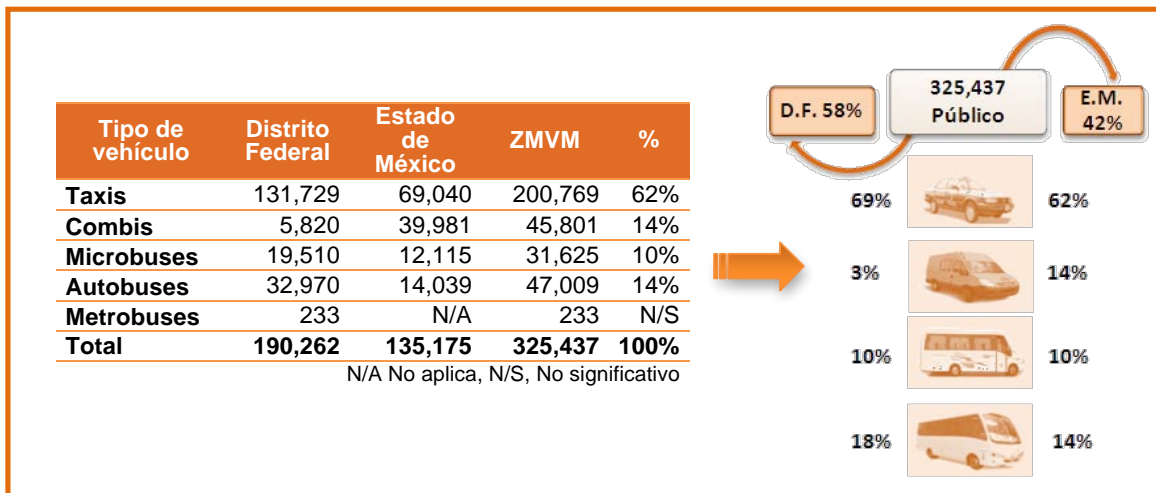 Tipo de vehículo Distrito Federal Estado de México ZMVM %
Taxis 131,729 69,040 200,769 62%
Combis 5,820 39,981 45,801 14%
Microbuses 19,510 12,115 31,625 10%
Autobuses 32,970 14,039 47,009 14%
Metrobuses 233 N/A 233 N/S
Total 190,262 135,175 325,437 100%
N/A No aplica, N/S, No significativo
D.F. 58%
325,437
Público
E.M.
42%
69% 62%
3% 14%
10% 10%
18% 14%